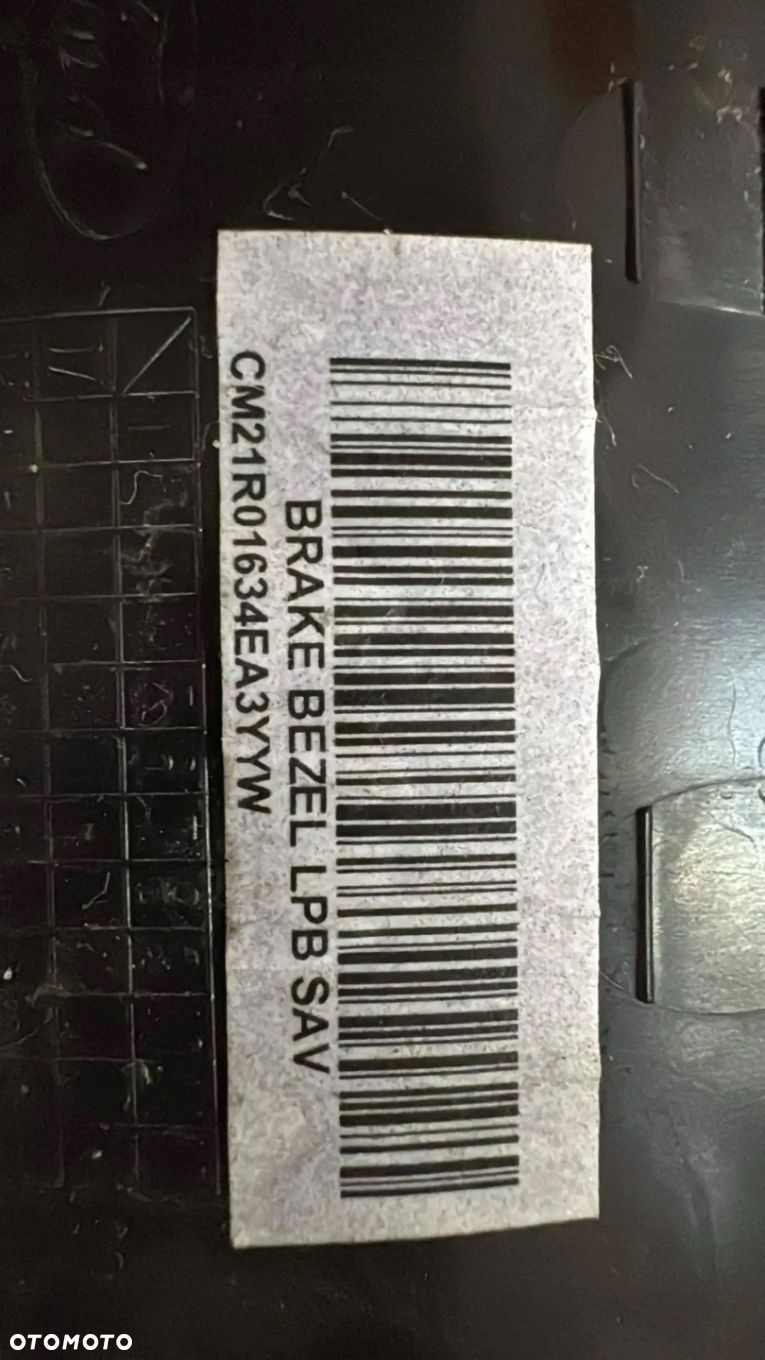 BRAKE BEZEL LPB SAV
CM21R01634EA3YYW
OTOMOTO